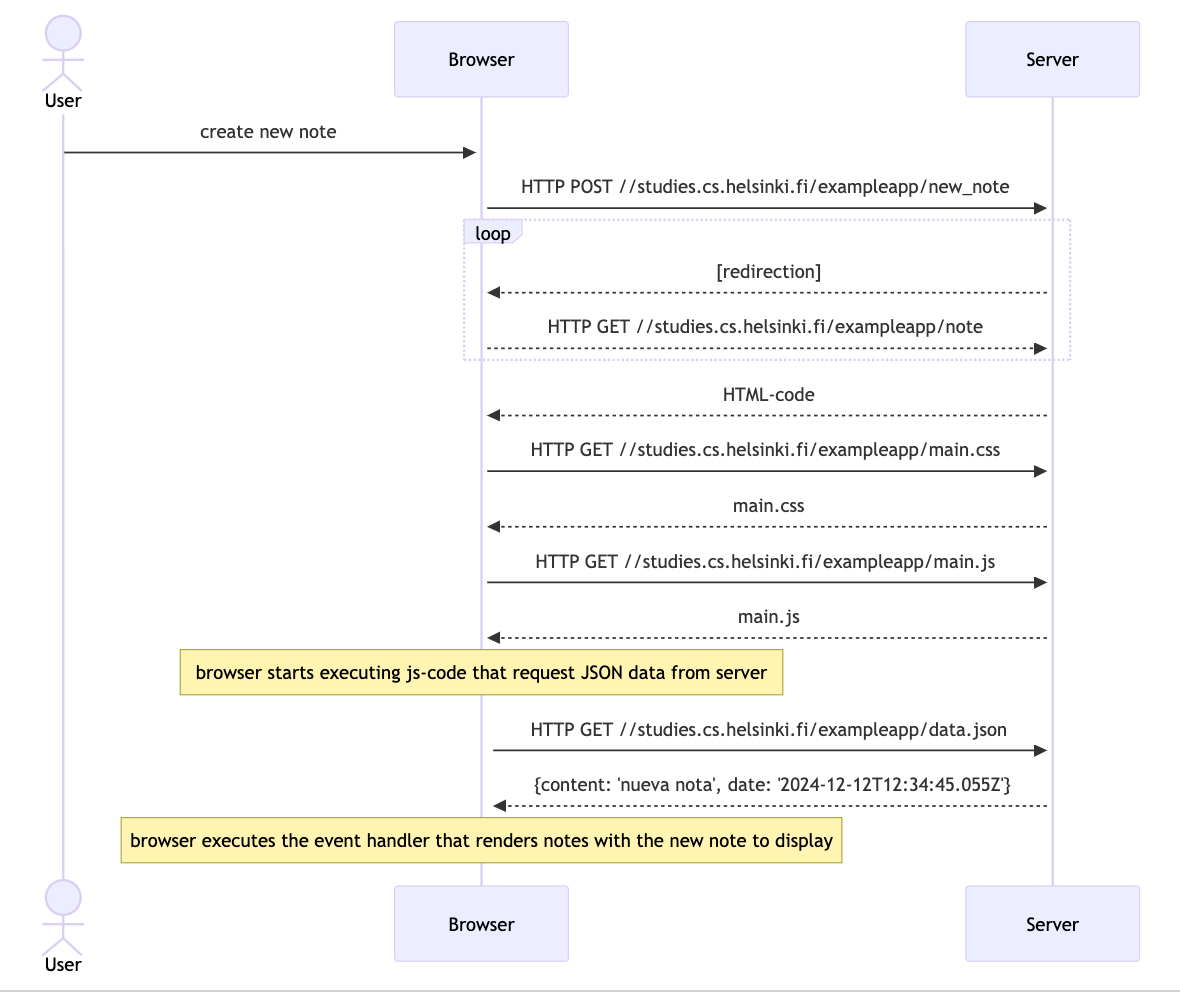 User
Browser
Server
create new note
HTTP POST //studies.cs.helsinki.fi/exampleapp/new_note
loop
[redirection]
HTTP GET //studies.cs.helsinki.fi/exampleapp/note
HTML-code
HTTP GET //studies.cs.helsinki.fi/exampleapp/main.css
main.css
HTTP GET //studies.cs.helsinki.fi/exampleapp/main.js
main.js
browser starts executing js-code that request JSON data from server
HTTP GET //studies.cs.helsinki.fi/exampleapp/data.json
{content: 'nueva nota', date: '2024-12-12T12:34:45.055Z'}
browser executes the event handler that renders notes with the new note to display
User
Browser
Server